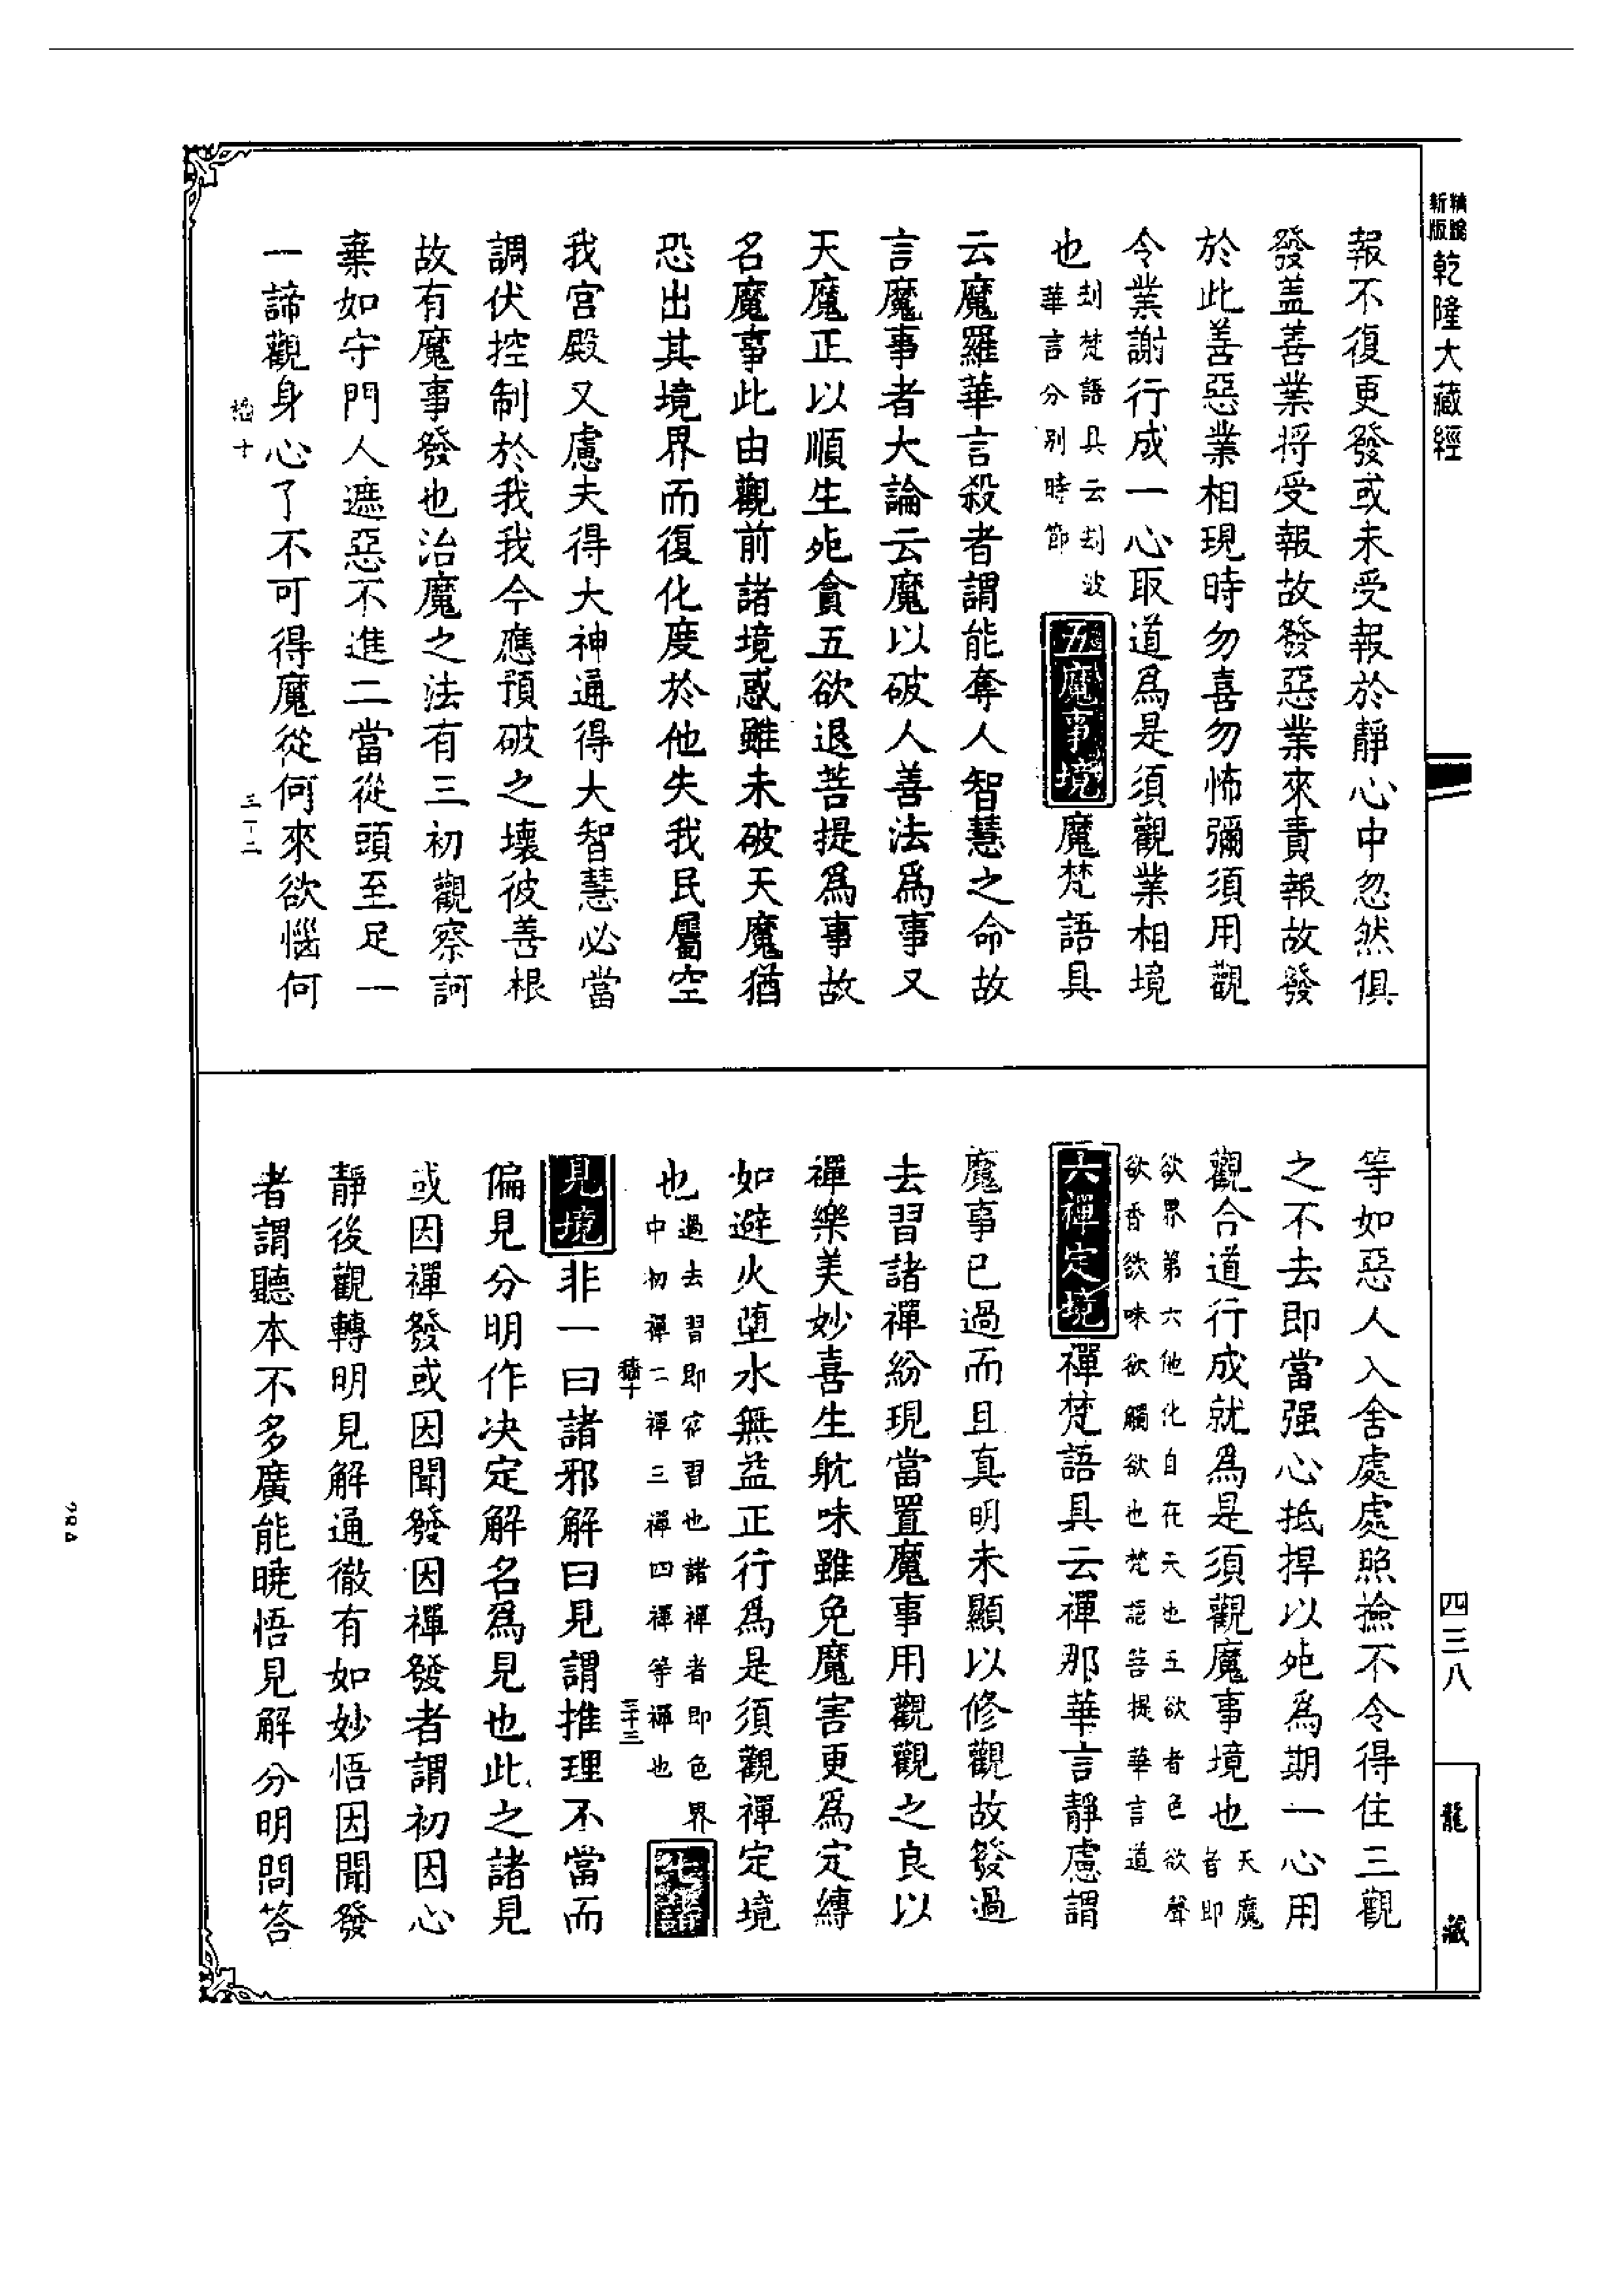 精編
新版
乾隆大藏經
報不復更發或未受報於靜心中忽然俱
發盖善業將受報故發惡業來責報故發
於此善惡業相現時勿喜勿怖彌須用觀
令業謝行成一心取道為是須觀業相境
也
刦梵語具云刦波
華言分別時節
五魔事境
魔梵語具
云魔羅華言殺者謂能奪人智慧之命故
言魔事者大論云魔以破人善法爲事又
天魔正以順生死貪五欲退菩提爲事故
名魔事此由觀前諸境惑雖未破天魔猶
恐出其境界而復化度於他失我民屬空
我宮殿又慮夫得大神通得大智慧必當
調伏控制於我我今應預破之壞彼善根
故有魔事發也治魔之法有三初觀察訶
棄如守門人遮惡不進二當從頭至足一
一諦觀身心了不可得魔從何來欲惱何
十
等如惡人入舍處處照撿不令得住三觀
之不去即當强心抵捍以死爲期一心用
觀合道行成就爲是須觀魔事境也
天魔
者即
欲界第六他化自在天也五欲者色欲聲
欲香欲味欲觸欲也梵語菩提華言道
六禪定境
禪梵語具云禪那華言靜慮謂
魔事已過而且真明未顯以修觀故發過
去習諸禪紛現當置魔事用觀觀之良以
禪樂美妙喜生躭味雖免魔害更爲定縛
如避火墮水無益正行爲是須觀禪定境
也
過去習即宿習也諸禪者即色界
中初禪二禪三禪四禪等禪也
七諸
見境
非一曰諸邪解曰見謂推理不當而
偏見分明作决定解名爲見也此之諸見
或因禪發或因聞發因禪發者謂初因心
靜後觀轉明見解通徹有如妙悟因聞發
者謂聽本不多廣能曉悟見解分明問答
十
三十三
四三八
龍
藏